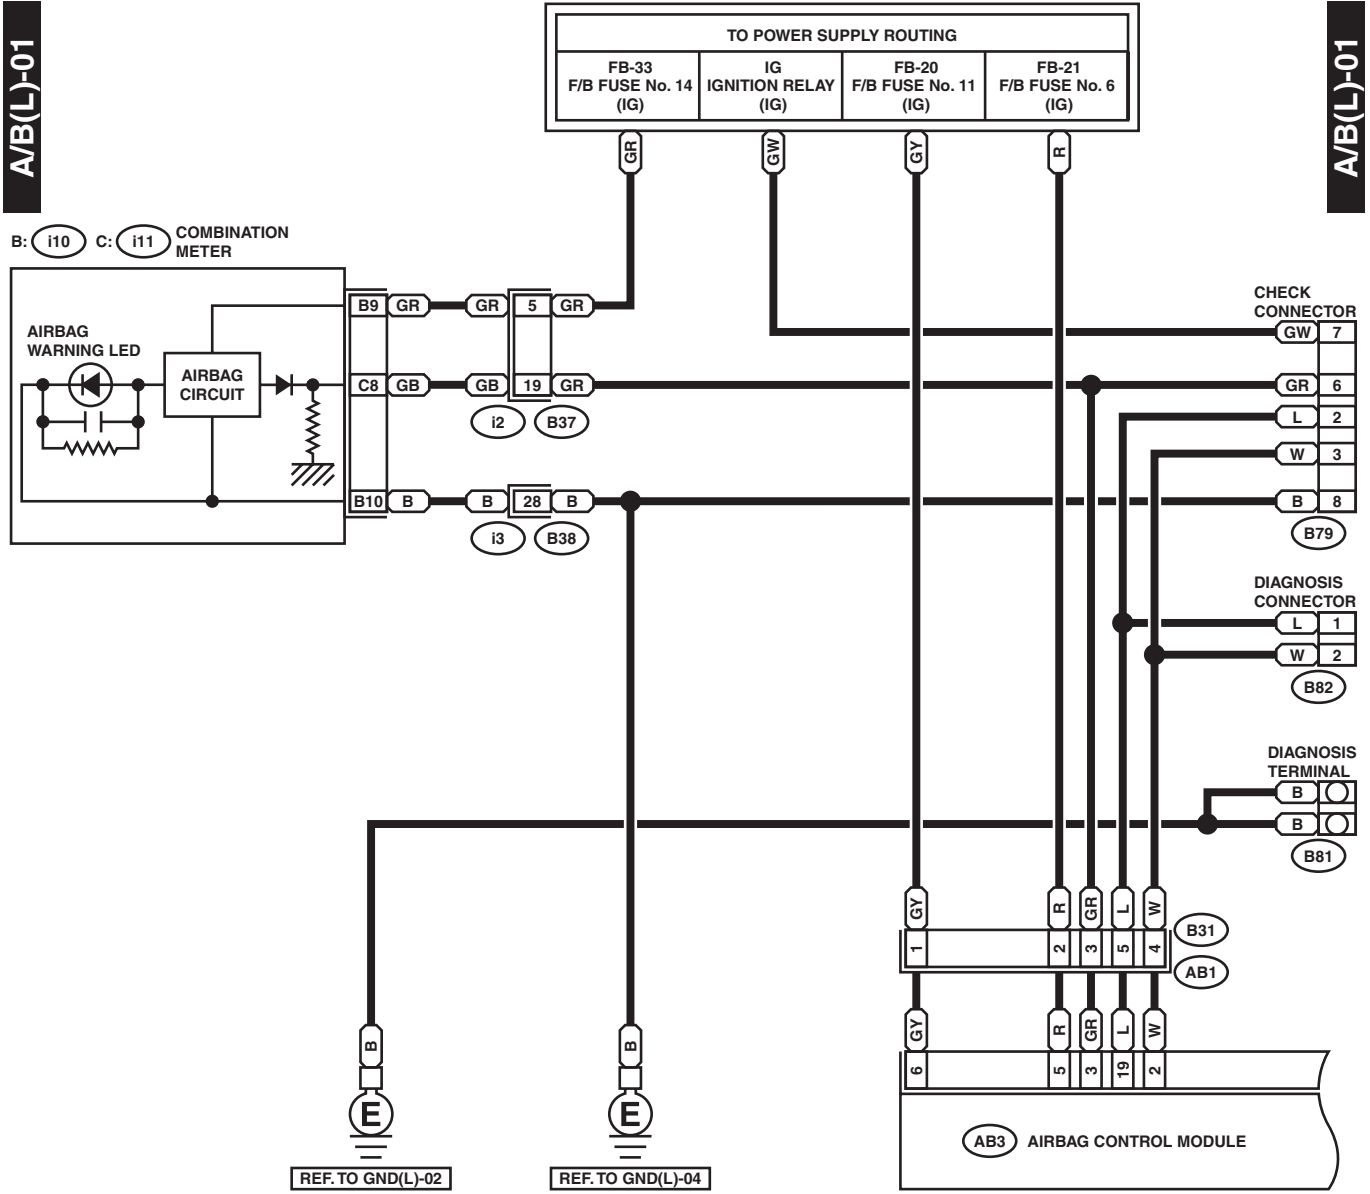 A/B(L)-01
A/B(L)-01
TO POWER SUPPLY ROUTING
FB-33
F/B FUSE No. 14
(IG)
IG
IGNITION RELAY
(IG)
FB-20
F/B FUSE No. 11
(IG)
FB-21
F/B FUSE No. 6
(IG)
GR
GW
GY
R
B: i10 C: i11 COMBINATION
METER
AIRBAG
WARNING LED
AIRBAG
CIRCUIT
B9 GR GR 5 GR
C8 GB GB 19 GR
i2 B37
B10 B B 28 B
i3 B38
CHECK
CONNECTOR
GW 7
GR 6
L 2
W 3
B 8
B79
DIAGNOSIS
CONNECTOR
L 1
W 2
B82
DIAGNOSIS
TERMINAL
B
B
B81
GY R GR L W
1 2 3 5 4
B31
AB1
GY R GR L W
6 5 3 19 2
AB3 AIRBAG CONTROL MODULE
B
E
REF. TO GND(L)-02
B
E
REF. TO GND(L)-04